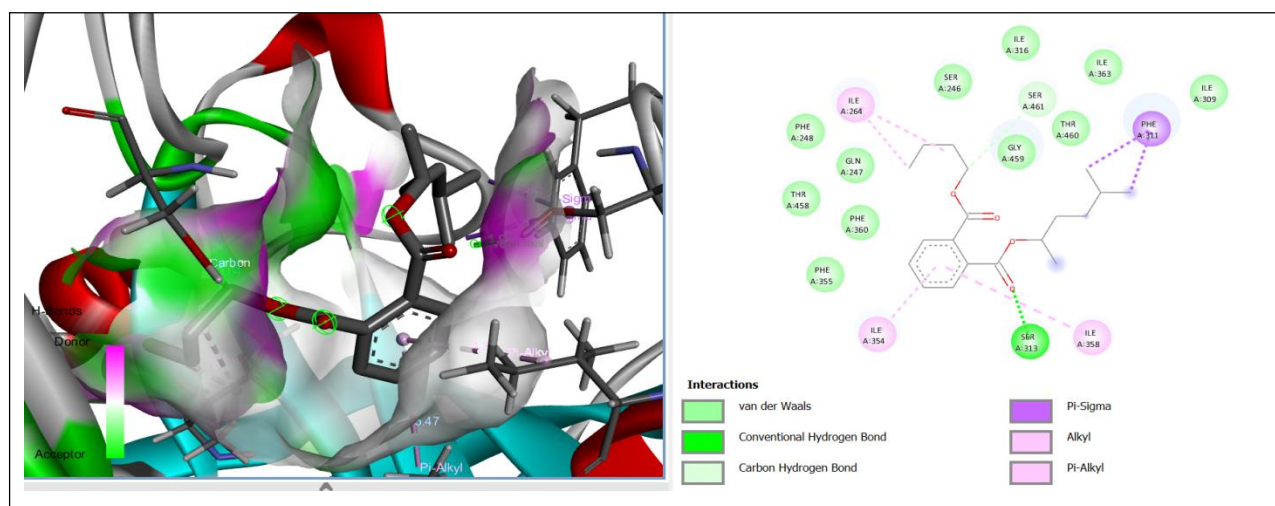 Carbon
H-Bonds
Donor
Acceptor
Pi-Alkyl
ILE
A:316
ILE
A:363
SER
A:246
ILE
A:309
ILE
A:264
SER
A:461
PHE
A:248
THR
A:460
PHE
A:311
GLN
A:247
GLY
A:459
THR
A:458
PHE
A:360
PHE
A:355
ILE
A:354
SER
A:313
ILE
A:358
Interactions
van der Waals
Conventional Hydrogen Bond
Carbon Hydrogen Bond
Pi-Sigma
Alkyl
Pi-Alkyl